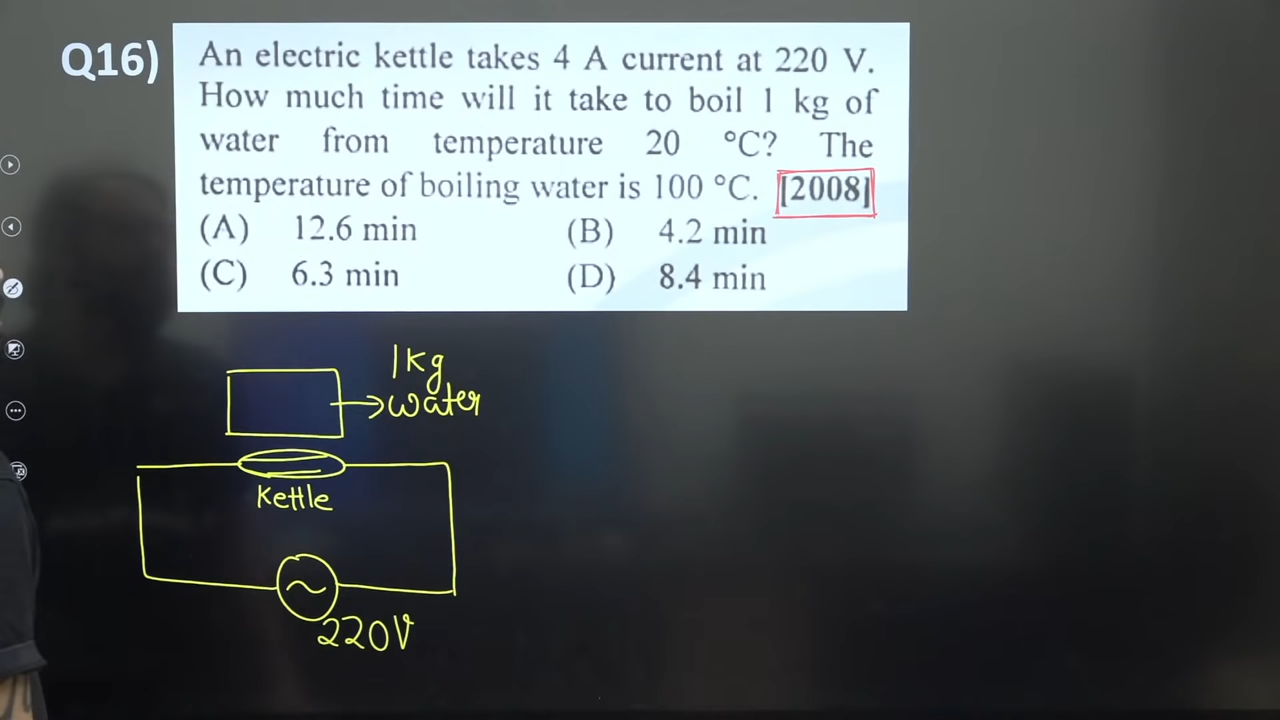 Q16)
An electric kettle takes 4 A current at 220 V.
How much time will it take to boil 1 kg of
water from temperature 20 °C? The
temperature of boiling water is 100 °C. [2008]
(A) 12.6 min (B) 4.2 min
(C) 6.3 min (D) 8.4 min
1kg
water
Kettle
220V